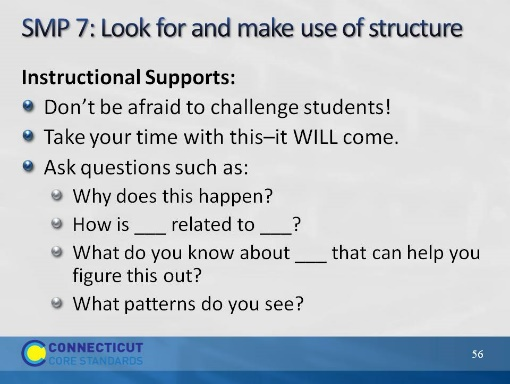 SMP 7: Look for and make use of structure
Instructional Supports:
Don't be afraid to challenge students!
Take your time with this–it WILL come.
Ask questions such as:
Why does this happen?
How is ___ related to ___?
What do you know about ___ that can help you
figure this out?
What patterns do you see?
CONNECTICUT
CORE STANDARDS
56